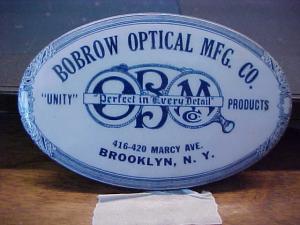 BOBROW OPTICAL MFG. CO.
OBM
Co
"UNITY" "Perfect in Every Detail" PRODUCTS
416-420 MARCY AVE.
BROOKLYN, N. Y.